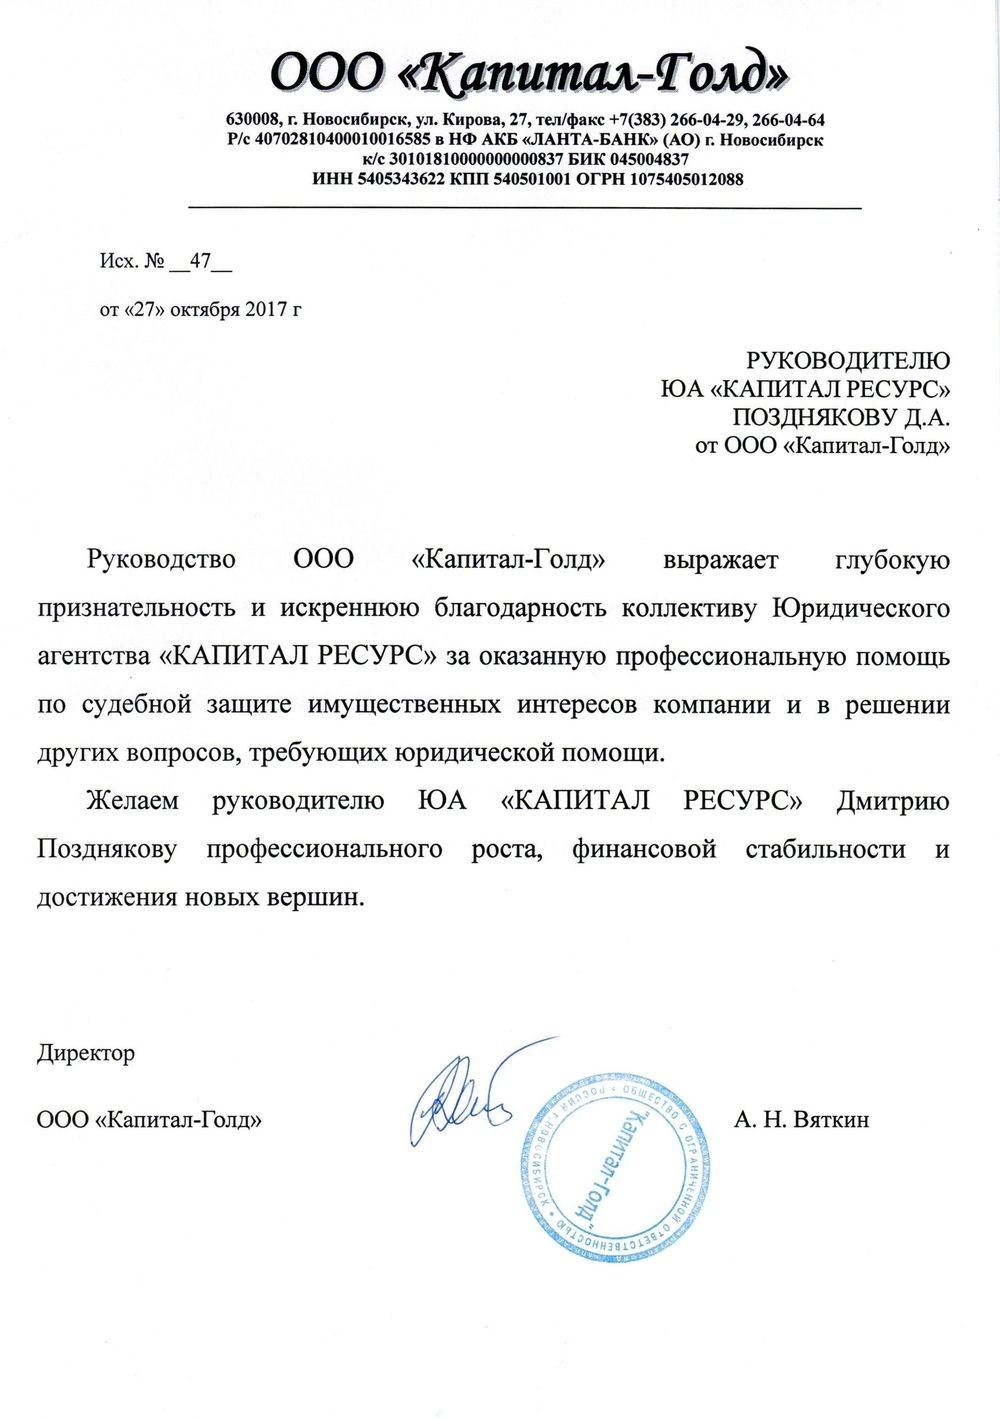 ООО «Капитал-Голд»
630008, г. Новосибирск, ул. Кирова, 27, тел/факс +7(383) 266-04-29, 266-04-64
Р/с 40702810400010016585 в НФ АКБ «ЛАНТА-БАНК» (АО) г. Новосибирск
к/с 30101810000000000837 БИК 045004837
ИНН 5405343622 КПП 540501001 ОГРН 1075405012088
Исх. № __47__
от «27» октября 2017 г
РУКОВОДИТЕЛЮ
ЮА «КАПИТАЛ РЕСУРС»
ПОЗДНЯКОВУ Д.А.
от ООО «Капитал-Голд»
Руководство ООО «Капитал-Голд» выражает глубокую
признательность и искреннюю благодарность коллективу Юридического
агентства «КАПИТАЛ РЕСУРС» за оказанную профессиональную помощь
по судебной защите имущественных интересов компании и в решении
других вопросов, требующих юридической помощи.
Желаем руководителю ЮА «КАПИТАЛ РЕСУРС» Дмитрию
Позднякову профессионального роста, финансовой стабильности и
достижения новых вершин.
Директор
ООО «Капитал-Голд»
А. Н. Вяткин
РОССИЯ г.НОВОСИБИРСК • ОБЩЕСТВО С ОГРАНИЧЕННОЙ ОТВЕТСТВЕННОСТЬЮ •
"Капитал-Голд"